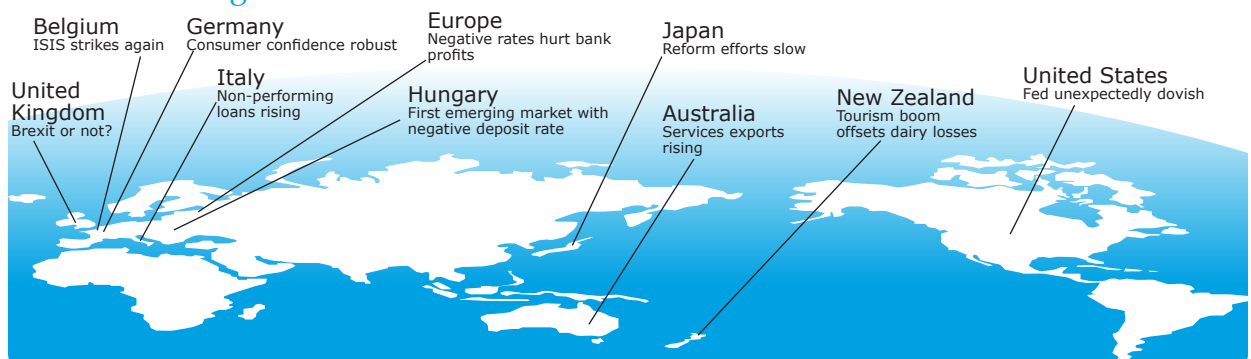 Belgium
ISIS strikes again
Germany
Consumer confidence robust
Europe
Negative rates hurt bank
profits
Japan
Reform efforts slow
United
Kingdom
Brexit or not?
Italy
Non-performing
loans rising
Hungary
First emerging market with
negative deposit rate
Australia
Services exports
rising
New Zealand
Tourism boom
offsets dairy losses
United States
Fed unexpectedly dovish